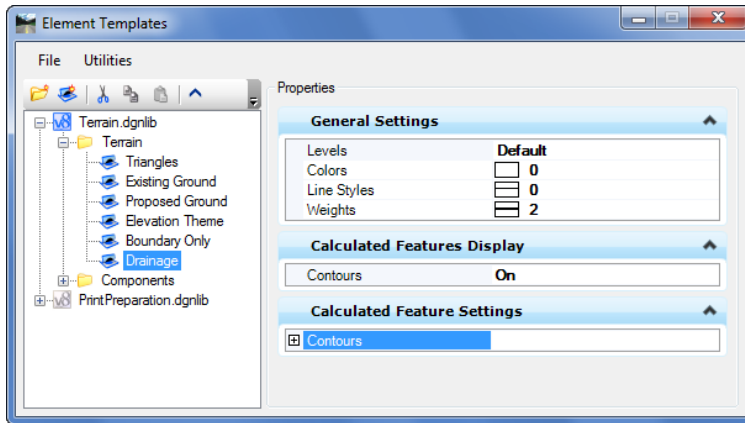 Element Templates
File Utilities
Properties
Terrain.dgnlib
Terrain
Triangles
Existing Ground
Proposed Ground
Elevation Theme
Boundary Only
Drainage
Components
PrintPreparation.dgnlib
General Settings
Levels Default
Colors 0
Line Styles 0
Weights 2
Calculated Features Display
Contours On
Calculated Feature Settings
Contours